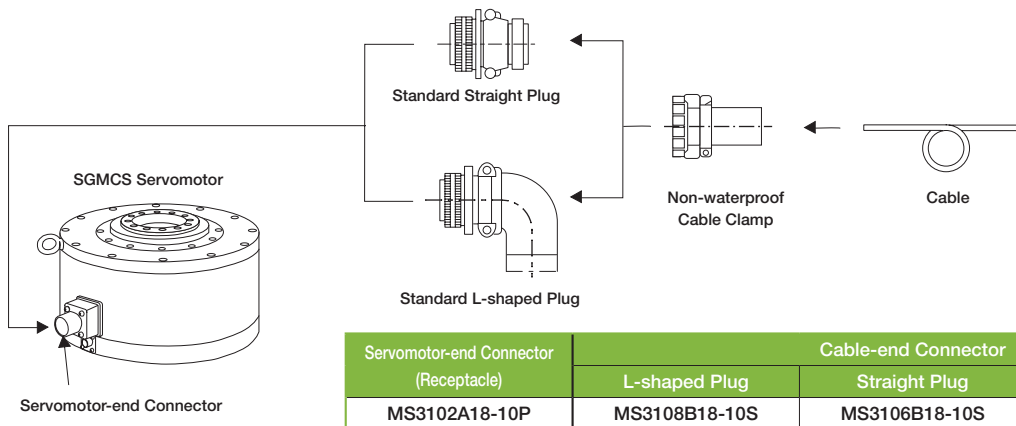 Standard Straight Plug
SGMCS Servomotor
Non-waterproof
Cable Clamp
Cable
Standard L-shaped Plug
Servomotor-end Connector
Servomotor-end Connector
(Receptacle)
Cable-end Connector
L-shaped Plug
Straight Plug
MS3102A18-10P
MS3108B18-10S
MS3106B18-10S